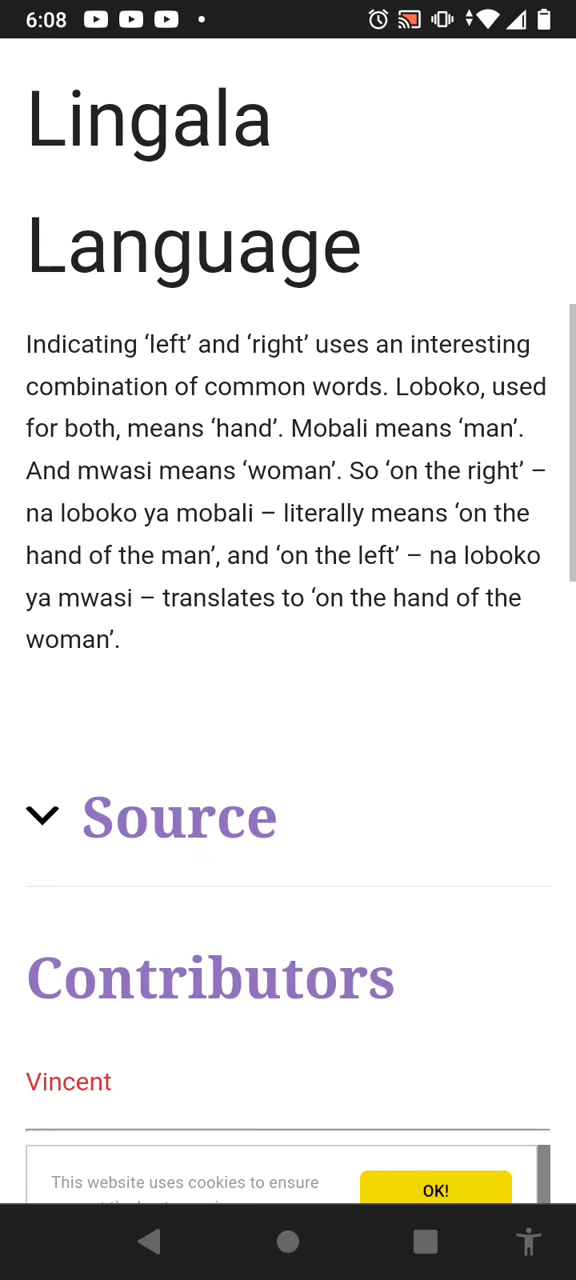 6:08
Lingala
Language
Indicating ‘left’ and ‘right’ uses an interesting
combination of common words. Loboko, used
for both, means ‘hand’. Mobali means ‘man’.
And mwasi means ‘woman’. So ‘on the right’ –
na loboko ya mobali – literally means ‘on the
hand of the man’, and ‘on the left’ – na loboko
ya mwasi – translates to ‘on the hand of the
woman’.
Source
Contributors
Vincent
This website uses cookies to ensure
OK!